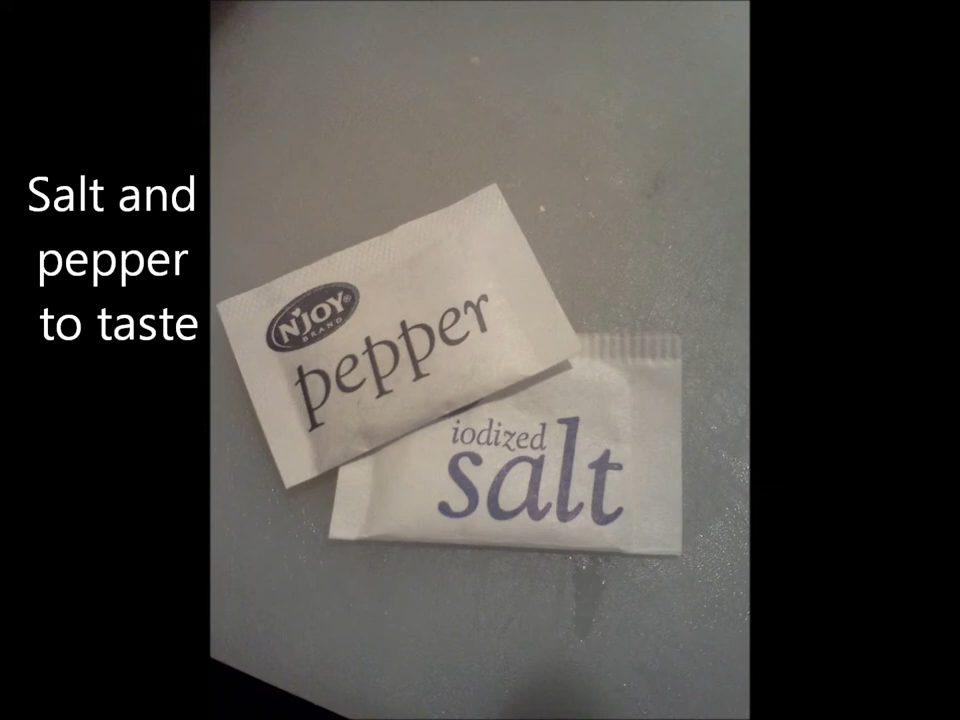 Salt and
pepper
to taste
N'JOY
BRAND
pepper
iodized
salt